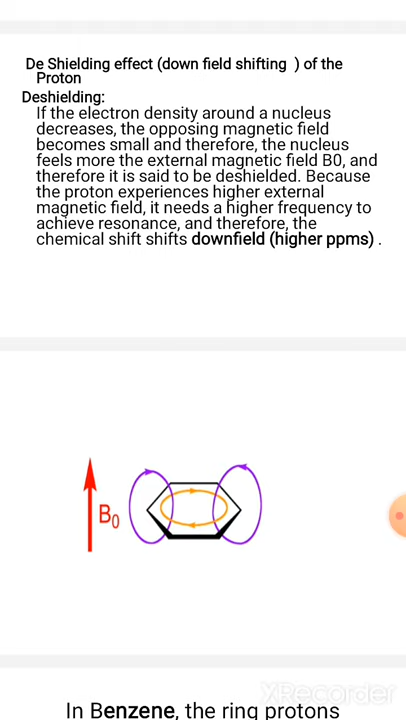 De Shielding effect (down field shifting  ) of the
Proton
Deshielding:
If the electron density around a nucleus
decreases, the opposing magnetic field
becomes small and therefore, the nucleus
feels more the external magnetic field B0, and
therefore it is said to be deshielded. Because
the proton experiences higher external
magnetic field, it needs a higher frequency to
achieve resonance, and therefore, the
chemical shift shifts downfield (higher ppms) .
B0
XRecorder
In Benzene, the ring protons